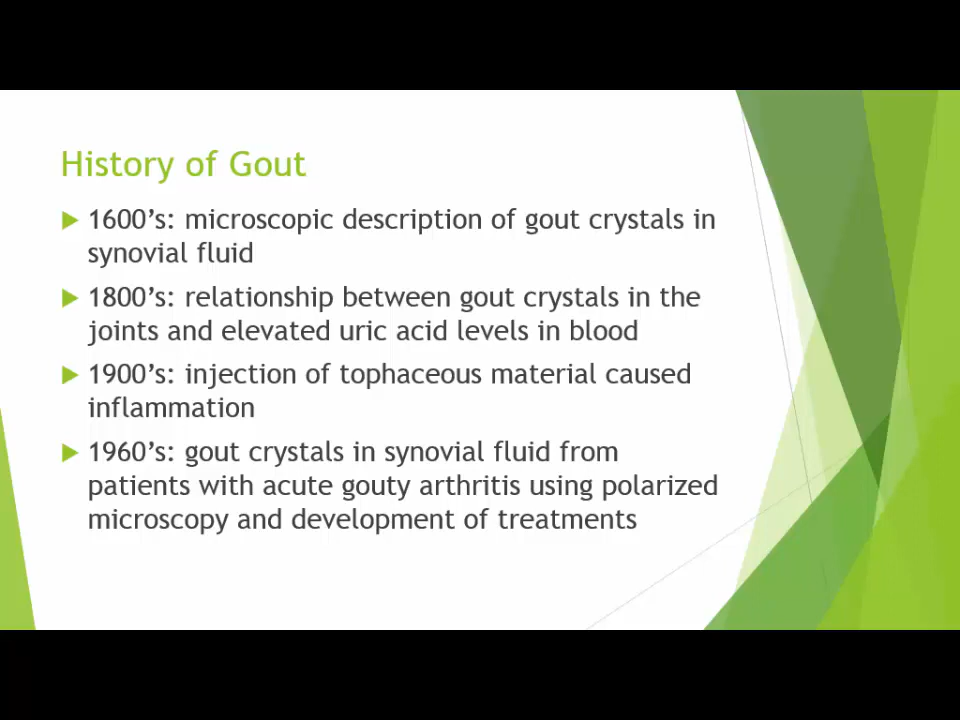 History of Gout
1600’s: microscopic description of gout crystals in
synovial fluid
1800’s: relationship between gout crystals in the
joints and elevated uric acid levels in blood
1900’s: injection of tophaceous material caused
inflammation
1960’s: gout crystals in synovial fluid from
patients with acute gouty arthritis using polarized
microscopy and development of treatments